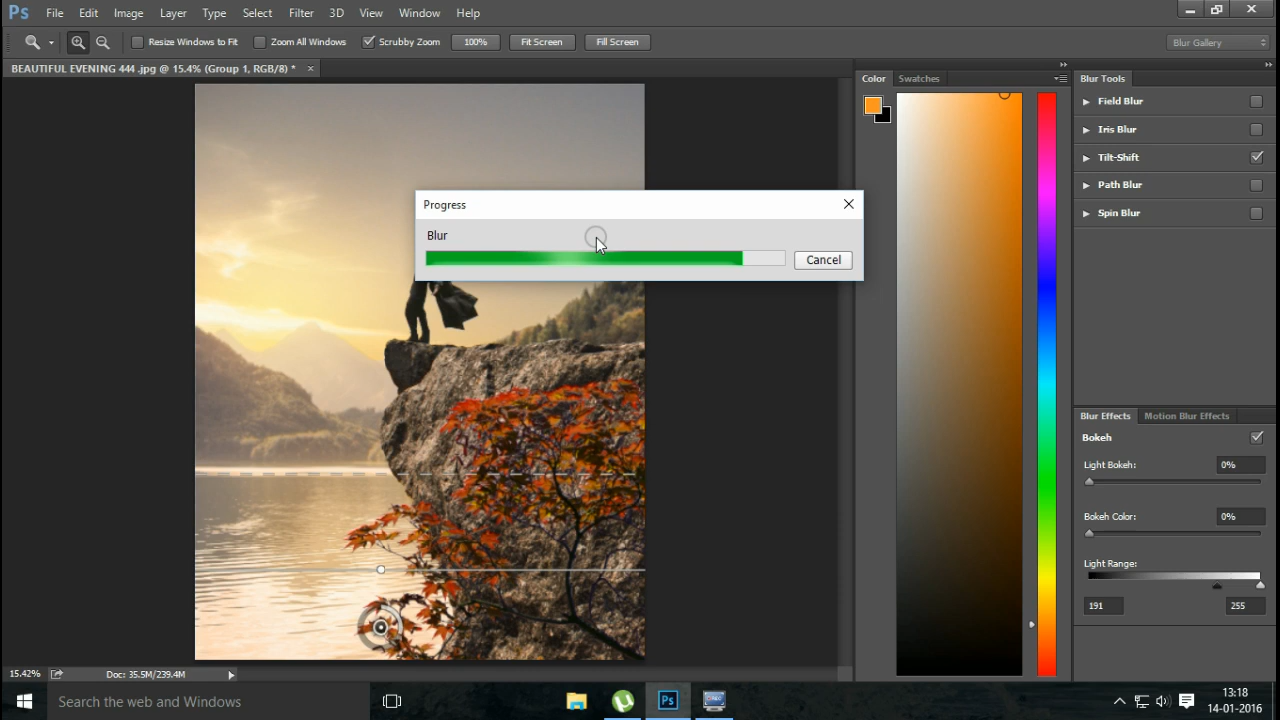 Ps File Edit Image Layer Type Select Filter 3D View Window Help
Resize Windows to Fit Zoom All Windows Scrubby Zoom 100% Fit Screen Fill Screen Blur Gallery
BEAUTIFUL EVENING 444 .jpg @ 15.4% (Group 1, RGB/8) *
Color Swatches
Blur Tools
Field Blur
Iris Blur
Tilt-Shift
Path Blur
Spin Blur
Progress
Blur
Cancel
Blur Effects Motion Blur Effects
Bokeh
Light Bokeh: 0%
Bokeh Color: 0%
Light Range:
191 255
15.42% Doc: 35.5M/239.4M
Search the web and Windows
Ps
13:18
14-01-2016